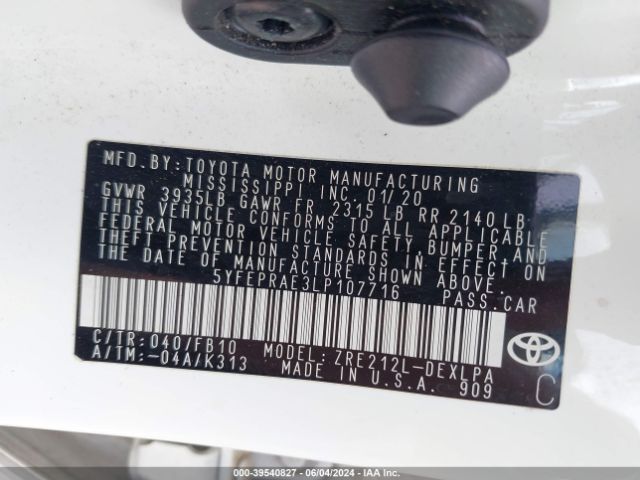 MFD.BY:TOYOTA MOTOR MANUFACTURING
MISSISSIPPI INC. 01/20
GVWR 3935LB GAWR FR 2315 LB RR 2140 LB
THIS VEHICLE CONFORMS TO ALL APPLICABLE
FEDERAL MOTOR VEHICLE SAFETY,BUMPER,AND
THEFT PREVENTION STANDARDS IN EFFECT ON
THE DATE OF MANUFACTURE SHOWN ABOVE.
5YFEPRAE3LP107716 PASS.CAR
C/TR:040/FB10 MODEL: ZRE212L-DEXLPA
A/TM:-04A/K313 MADE IN U.S.A. 909
TOYOTA
C
COPYRIGHT ©: 39540827 - 06/04/2024 - IAA Inc.